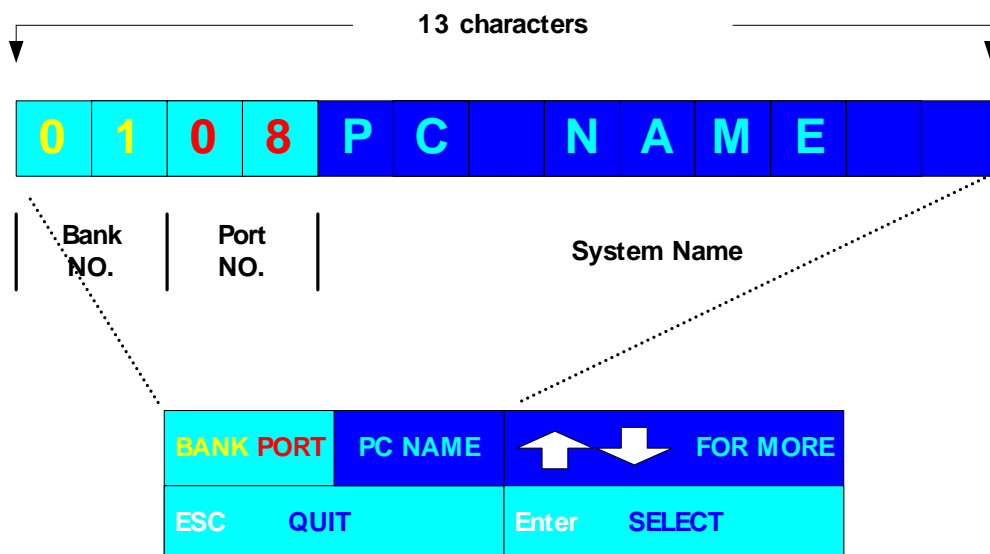 13 characters
0 1 0 8 P C N A M E
Bank NO. Port NO. System Name
BANK PORT PC NAME FOR MORE
ESC QUIT Enter SELECT